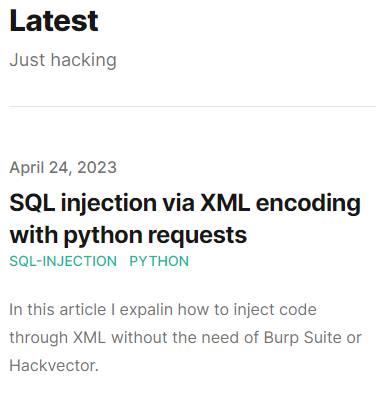 Latest
Just hacking
April 24, 2023
SQL injection via XML encoding
with python requests
SQL-INJECTION PYTHON
In this article I expalin how to inject code
through XML without the need of Burp Suite or
Hackvector.